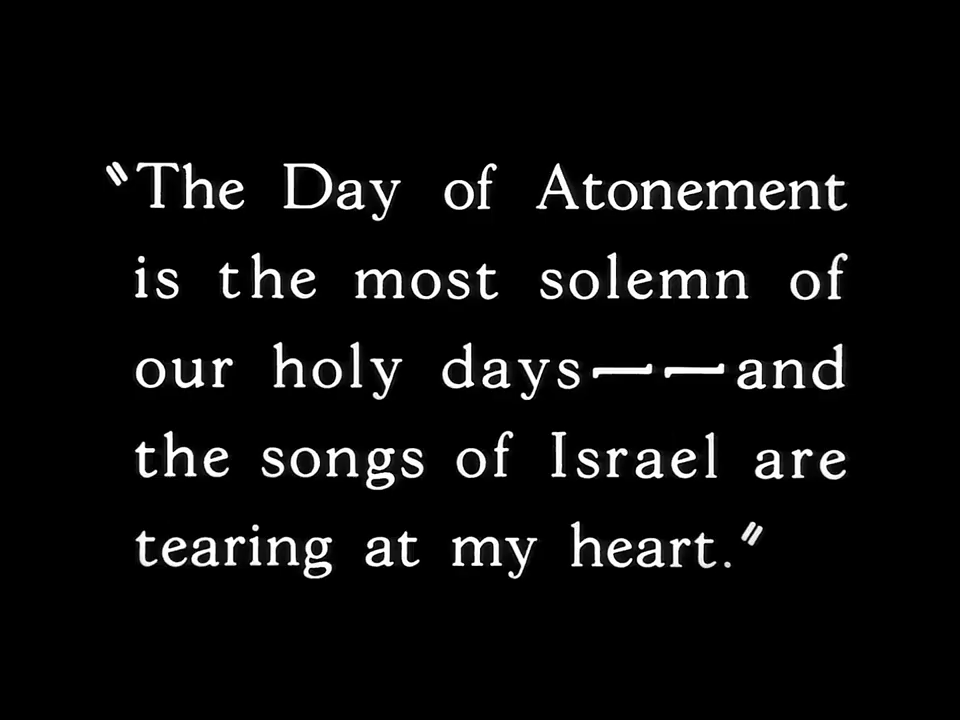 "The Day of Atonement
is the most solemn of
our holy days——and
the songs of Israel are
tearing at my heart."